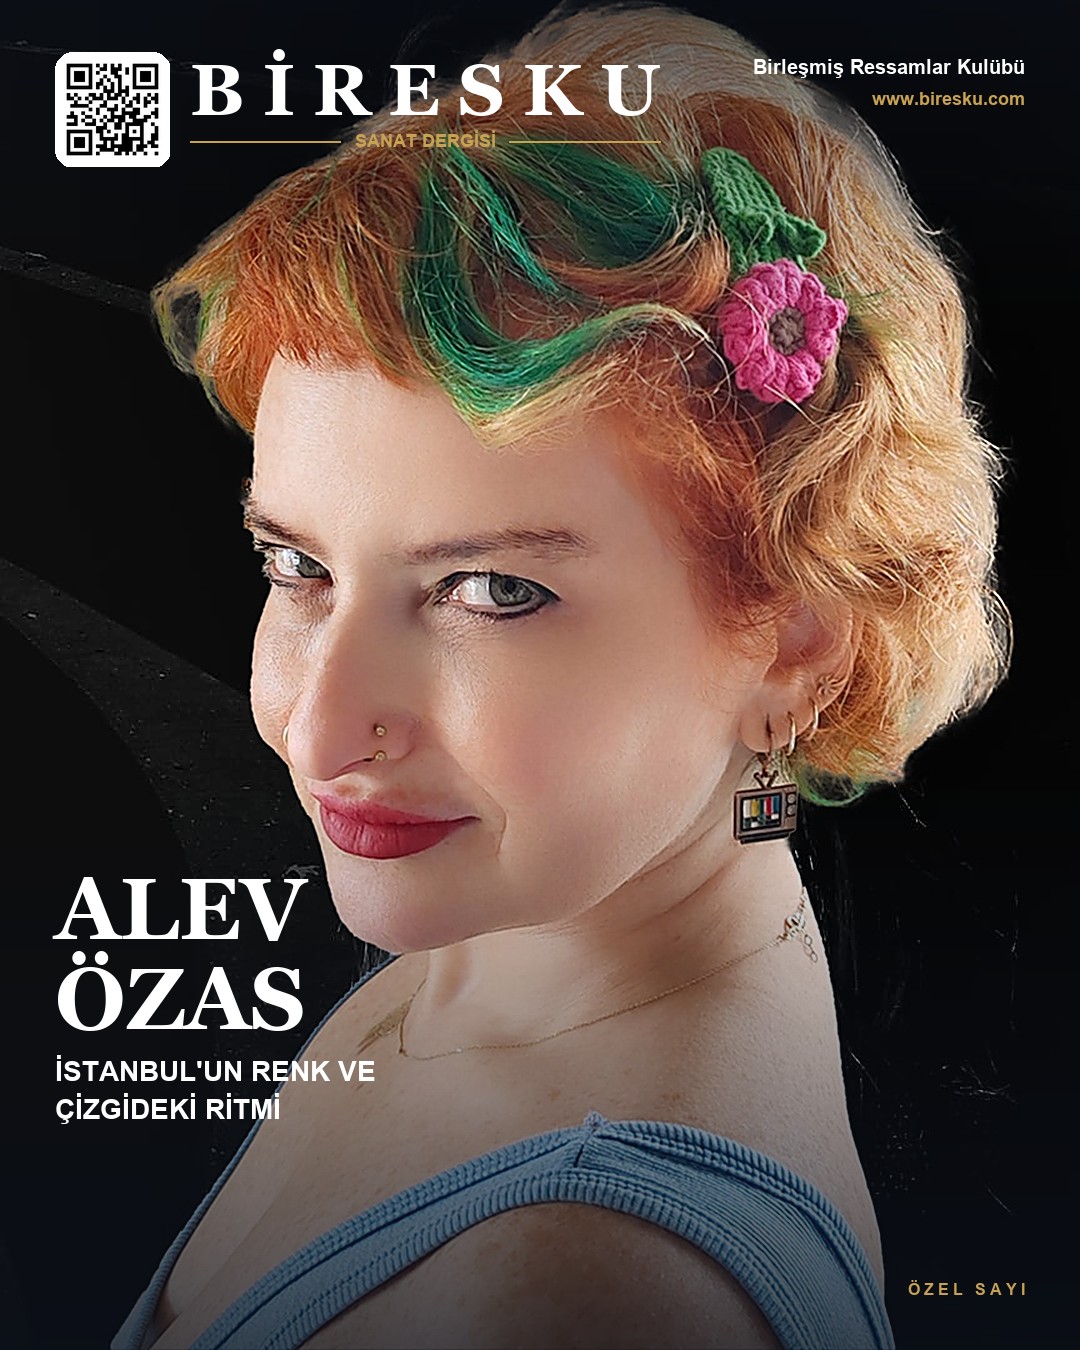 BİRESKU
SANAT DERGİSİ
Birleşmiş Ressamlar Kulübü
www.biresku.com
ALEV
ÖZAS
İSTANBUL'UN RENK VE
ÇİZGİDEKİ RİTMİ
ÖZEL SAYI